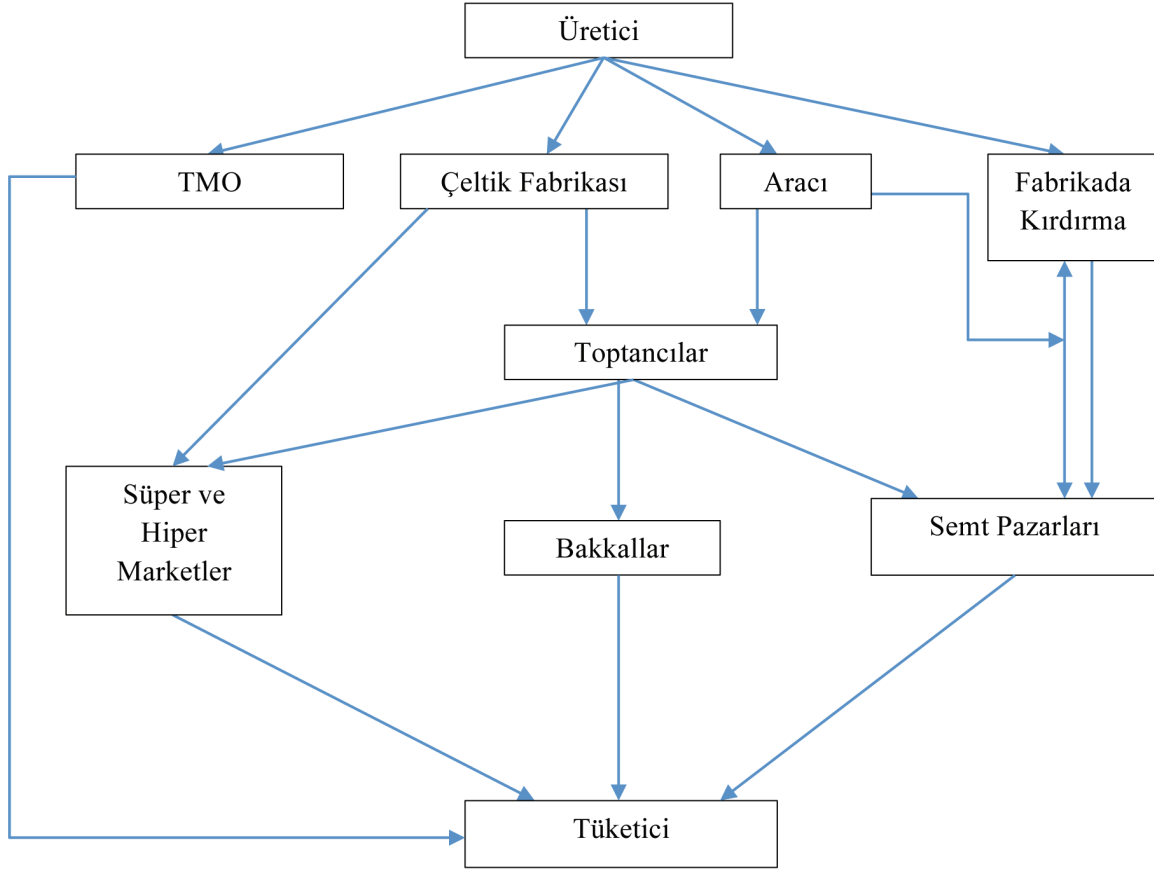 Üretici
TMO
Çeltik Fabrikası
Aracı
Fabrikada
Kırdırma
Toptancılar
Süper ve
Hiper
Marketler
Bakkallar
Semt Pazarları
Tüketici